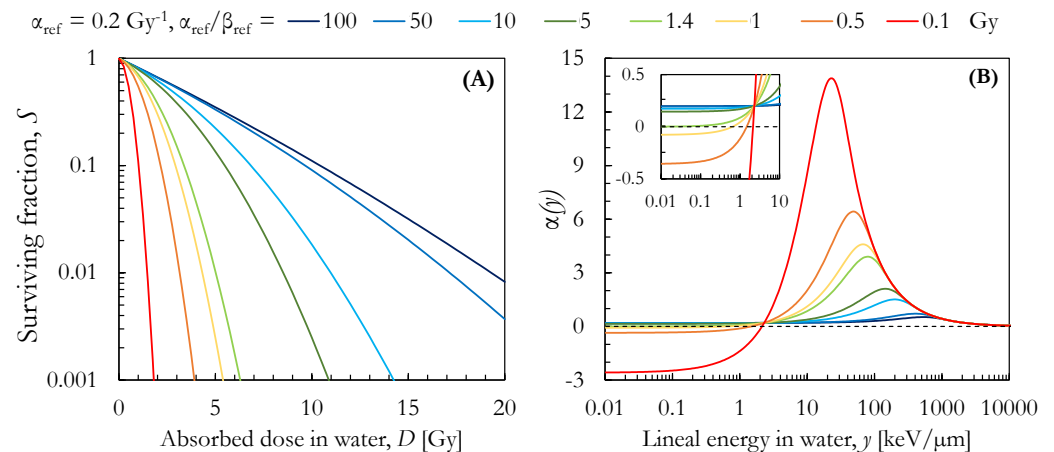 α_ref = 0.2 Gy⁻¹, α_ref/β_ref = 100 50 10 5 1.4 1 0.5 0.1 Gy
(A)
Surviving fraction, S
1
0.1
0.01
0.001
0 5 10 15 20
Absorbed dose in water, D [Gy]
(B)
α(y)
15
12
9
6
3
0
-3
0.01 0.1 1 10 100 1000 10000
Lineal energy in water, y [keV/μm]
0.5
0
-0.5
0.01 0.1 1 10